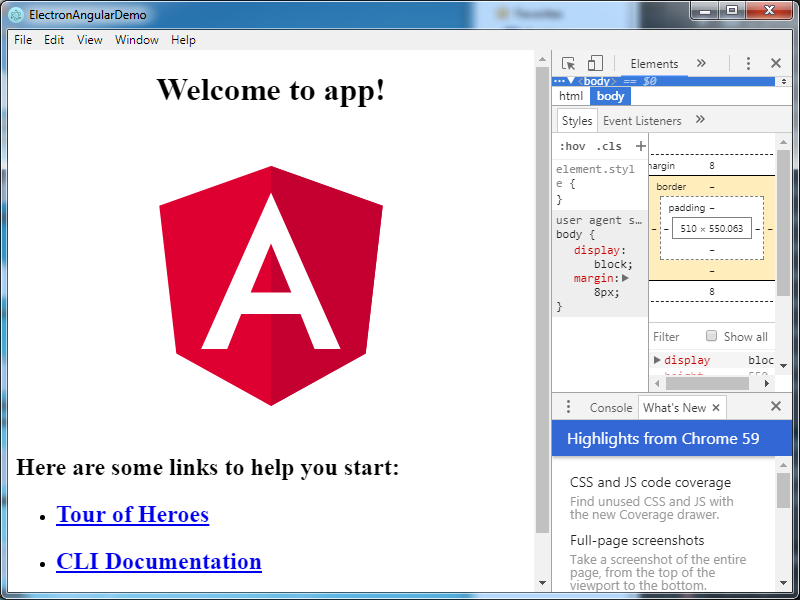 ElectronAngularDemo
File Edit View Window Help
Welcome to app!
A
Here are some links to help you start:
Tour of Heroes
CLI Documentation
Elements »
<body> == $0
html body
Styles Event Listeners »
:hov .cls +
element.styl
e {
}
user agent s…
body {
display:
block;
margin:▶
8px;
}
margin 8
border –
padding –
– – 510 × 550.063 – –
–
–
8
Filter Show all
display bloc
Console What's New ×
Highlights from Chrome 59
CSS and JS code coverage
Find unused CSS and JS with
the new Coverage drawer.
Full-page screenshots
Take a screenshot of the entire
page, from the top of the
viewport to the bottom.